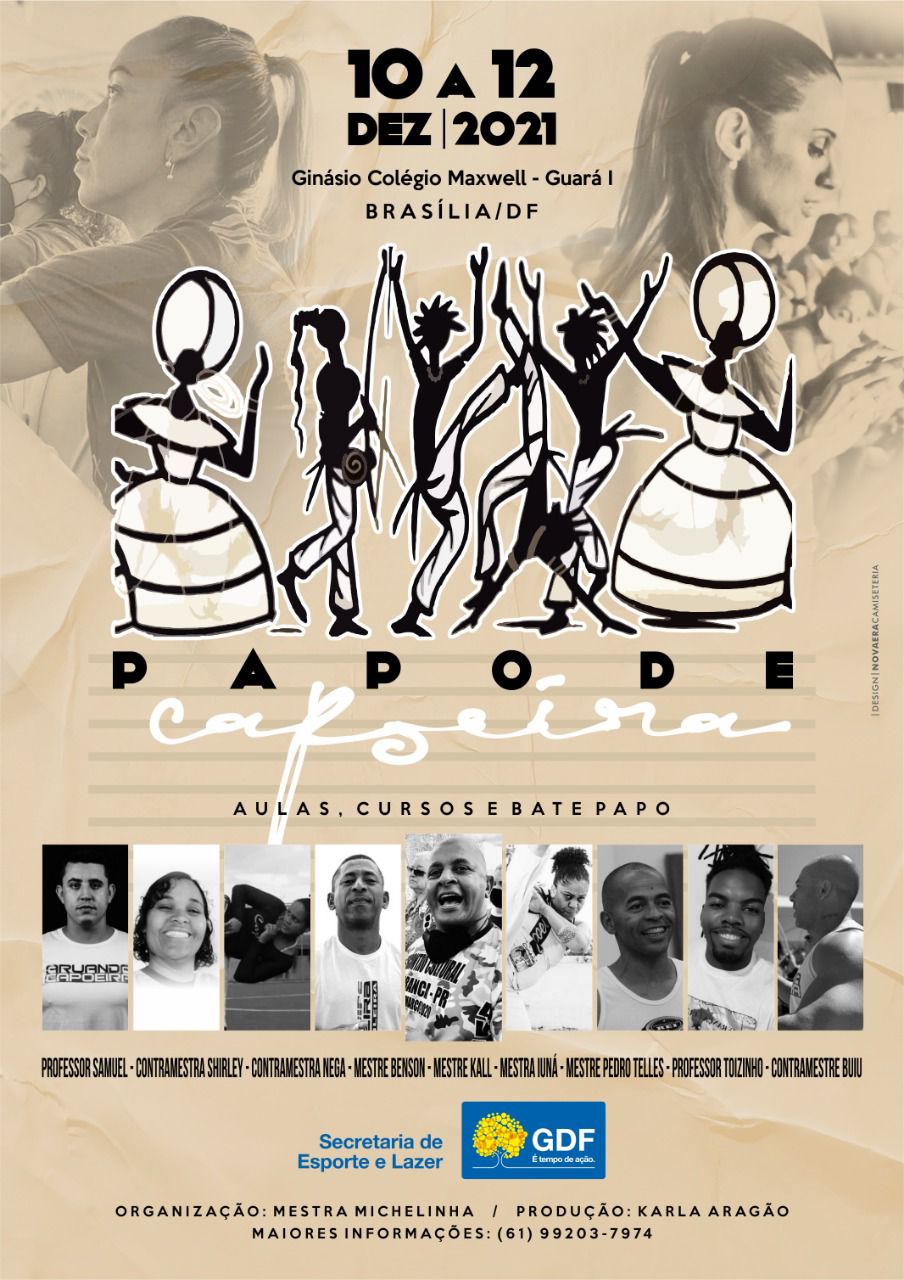 10 A 12
DEZ | 2021
Ginásio Colégio Maxwell - Guará I
BRASÍLIA/DF
|DESIGN|NOVAERACAMISETERIA
PAPO DE
capoeira
AULAS, CURSOS E BATE PAPO
ARUANDA
CAPOEIRA
PROFESSOR SAMUEL - CONTRAMESTRA SHIRLEY - CONTRAMESTRA NEGA - MESTRE BENSON - MESTRE KALL - MESTRA IUNÁ - MESTRE PEDRO TELLES - PROFESSOR TOIZINHO - CONTRAMESTRE BUIU
Secretaria de
Esporte e Lazer
GDF
É tempo de ação.
ORGANIZAÇÃO: MESTRA MICHELINHA / PRODUÇÃO: KARLA ARAGÃO
MAIORES INFORMAÇÕES: (61) 99203-7974